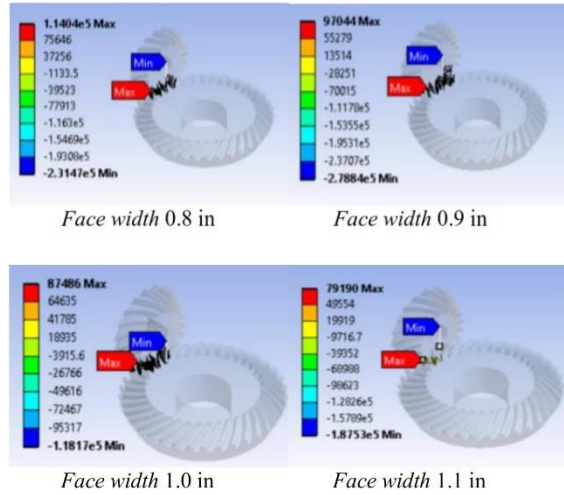 1.1404e5 Max
75646
37256
-1133.5
-39523
-77913
-1.163e5
-1.5469e5
-1.9308e5
-2.3147e5 Min
Min
Max
Face width 0.8 in
97044 Max
55279
13514
-28251
-70015
-1.1178e5
-1.5355e5
-1.9531e5
-2.3707e5
-2.7884e5 Min
Min
Max
Face width 0.9 in
87486 Max
64635
41785
18935
-3915.6
-26766
-49616
-72467
-95317
-1.1817e5 Min
Min
Max
Face width 1.0 in
79190 Max
49554
19919
-9716.7
-39352
-68988
-98623
-1.2826e5
-1.5789e5
-1.8753e5 Min
Min
Max
Face width 1.1 in